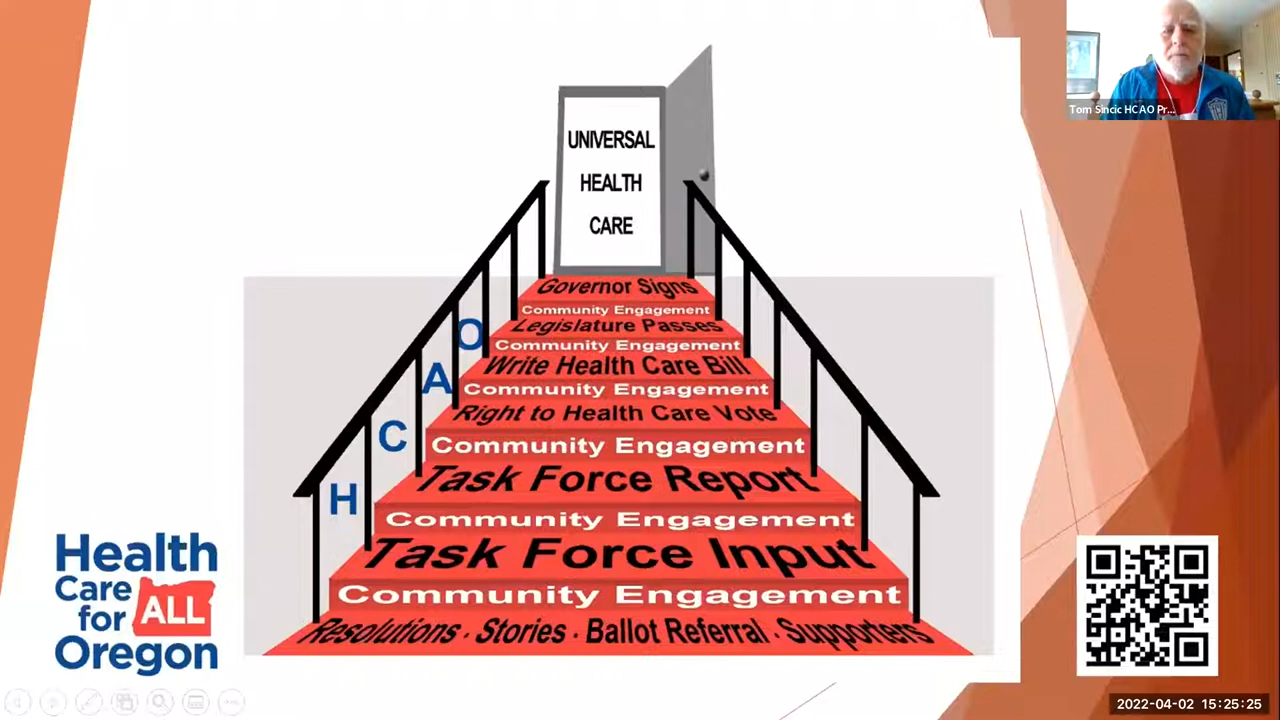 Tom Sincic HCAO Pr...
UNIVERSAL
HEALTH
CARE
Governor Signs
Community Engagement
Legislature Passes
Community Engagement
Write Health Care Bill
Community Engagement
Right to Health Care Vote
Community Engagement
Task Force Report
Community Engagement
Task Force Input
Community Engagement
Resolutions · Stories · Ballot Referral · Supporters
O
A
C
H
Health
Care
for ALL
Oregon
2022-04-02 15:25:25